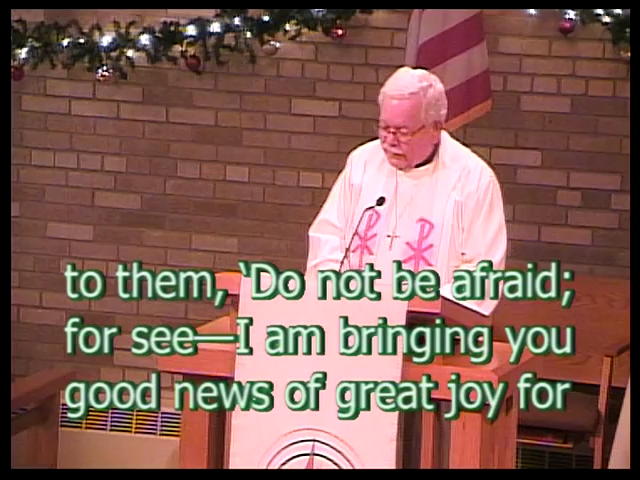 to them, ‘Do not be afraid;
for see—I am bringing you
good news of great joy for